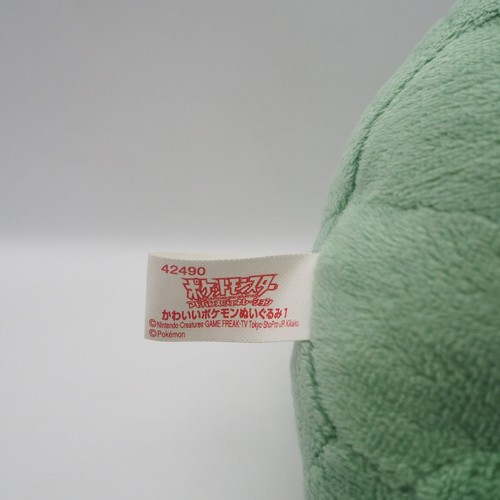 42490
ポケットモンスター
かわいいポケモンぬいぐるみ1
©Nintendo·Creatures·GAME FREAK·TV Tokyo·ShoPro·JR Kikaku
©Pokémon